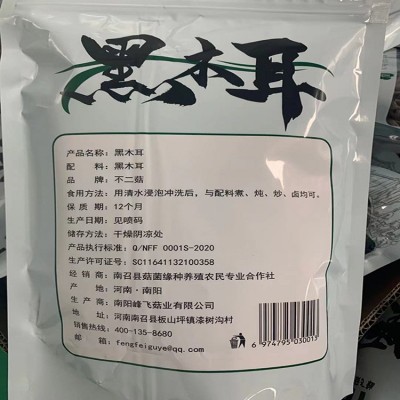 黑木耳
产品名称：黑木耳
配 料：黑木耳
品 牌：不二菇
食用方法：用清水浸泡冲洗后，与配料煮、炖、炒、卤均可。
保 质 期：12个月
生产日期：见喷码
储存方法：干燥阴凉处
产品执行标准：Q/NFF 0001S-2020
生产许可证号：SC11641132100358
经 销 商：南召县菇菌缘种养殖农民专业合作社
产 地：河南·南阳
生 产 商：南阳峰飞菇业有限公司
地 址：河南南召县板山坪镇漆树沟村
销售热线：400-135-8680
邮 箱：fengfeiguye@qq.com
6 974795 030013